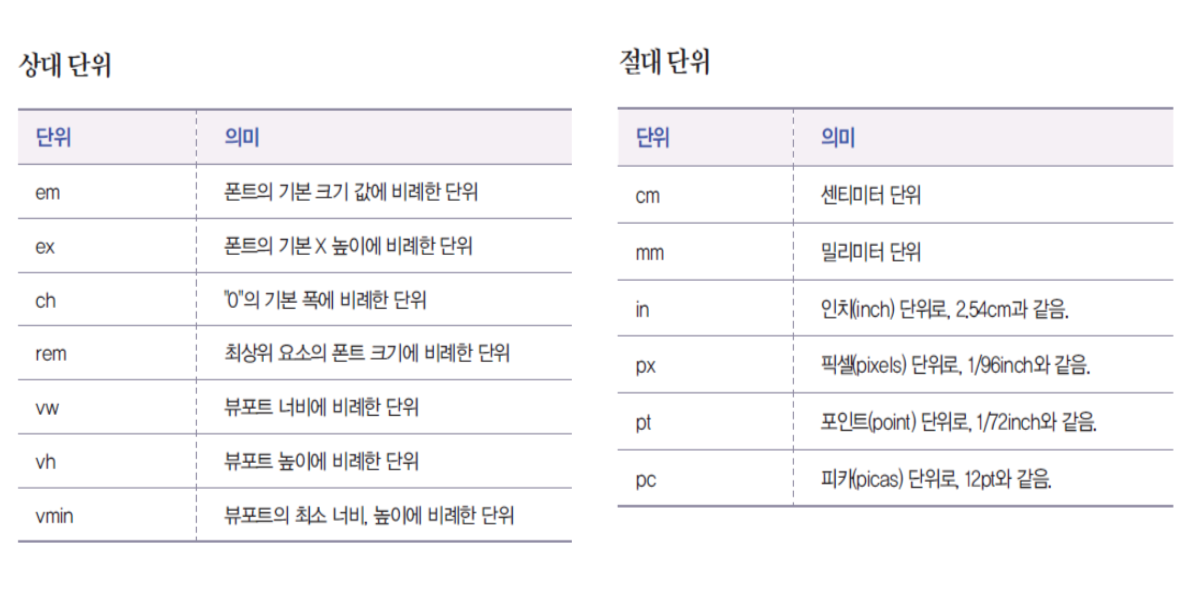 상대 단위
단위 의미
em 폰트의 기본 크기 값에 비례한 단위
ex 폰트의 기본 X 높이에 비례한 단위
ch "0"의 기본 폭에 비례한 단위
rem 최상위 요소의 폰트 크기에 비례한 단위
vw 뷰포트 너비에 비례한 단위
vh 뷰포트 높이에 비례한 단위
vmin 뷰포트의 최소 너비, 높이에 비례한 단위
절대 단위
단위 의미
cm 센티미터 단위
mm 밀리미터 단위
in 인치(inch) 단위로, 2.54cm과 같음.
px 픽셀(pixels) 단위로, 1/96inch와 같음.
pt 포인트(point) 단위로, 1/72inch와 같음.
pc 피카(picas) 단위로, 12pt와 같음.